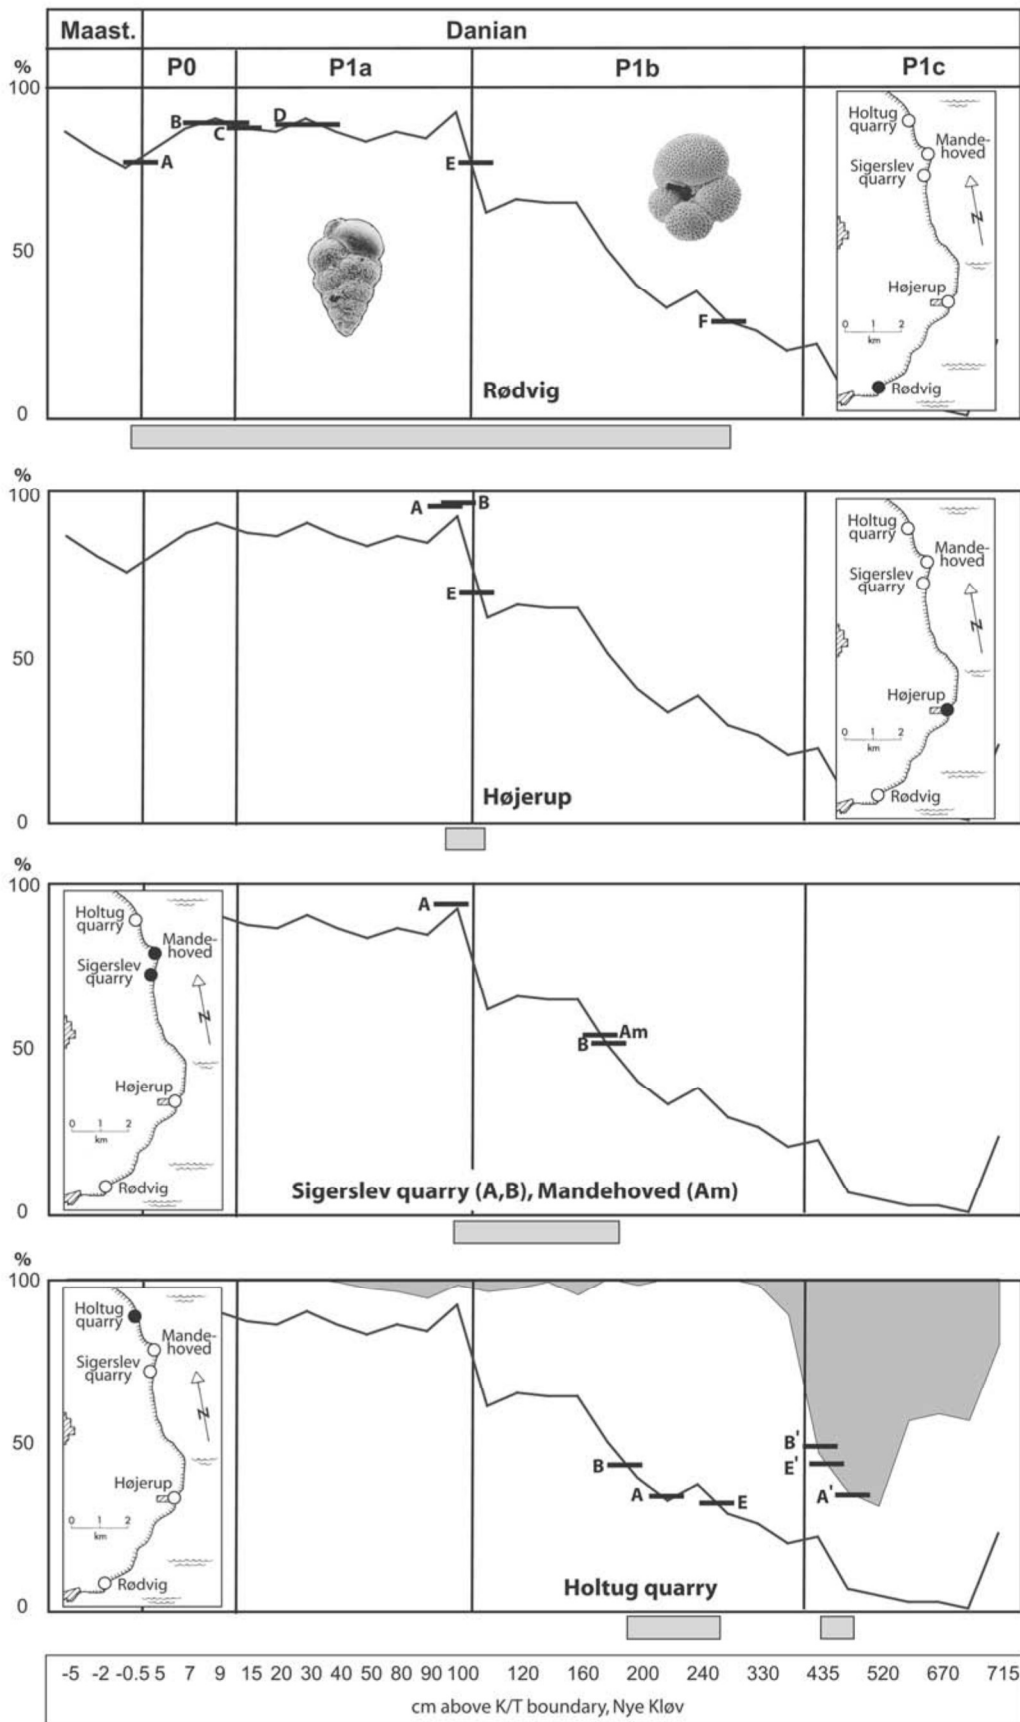 Maast. Danian
P0 P1a P1b P1c
%
100
50
0
B
C
D
A
E
F
Rødvig
Holtug
quarry
Mande-
hoved
Sigerslev
quarry
N
Højerup
0 1 2
km
Rødvig
%
100
50
0
A
B
E
Højerup
Holtug
quarry
Mande-
hoved
Sigerslev
quarry
N
Højerup
0 1 2
km
Rødvig
%
100
50
0
Holtug
quarry
Mande-
hoved
Sigerslev
quarry
N
Højerup
0 1 2
km
Rødvig
A
Am
B
Sigerslev quarry (A,B), Mandehoved (Am)
%
100
50
0
Holtug
quarry
Mande-
hoved
Sigerslev
quarry
N
Højerup
0 1 2
km
Rødvig
B
A
E
B'
E'
A'
Holtug quarry
-5 -2 -0.5 5 7 9 15 20 30 40 60 80 90 100 120 160 200 240 330 435 520 670 715
cm above K/T boundary, Nye Kløv